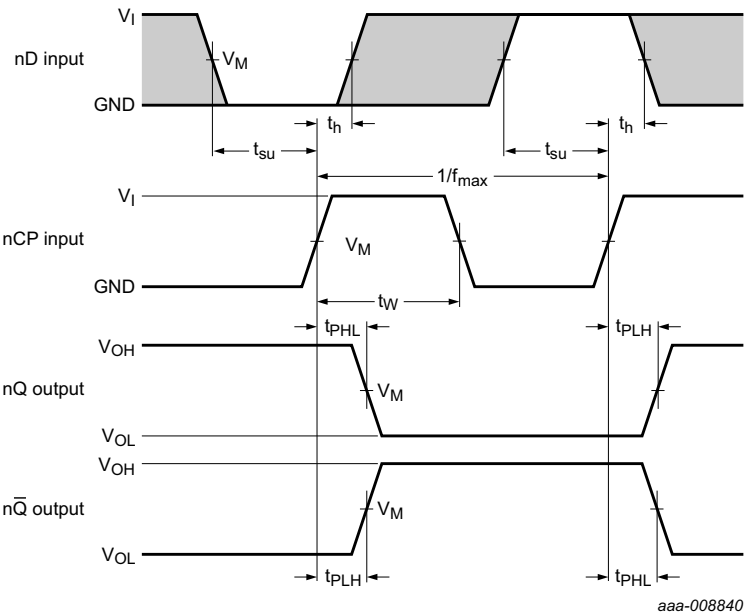 V_I
nD input
V_M
GND
t_h
t_h
t_su
t_su
1/f_max
V_I
nCP input
V_M
GND
t_W
t_PHL
t_PLH
V_OH
nQ output
V_M
V_OL
V_OH
nQ̅ output
V_M
V_OL
t_PLH
t_PHL
aaa-008840